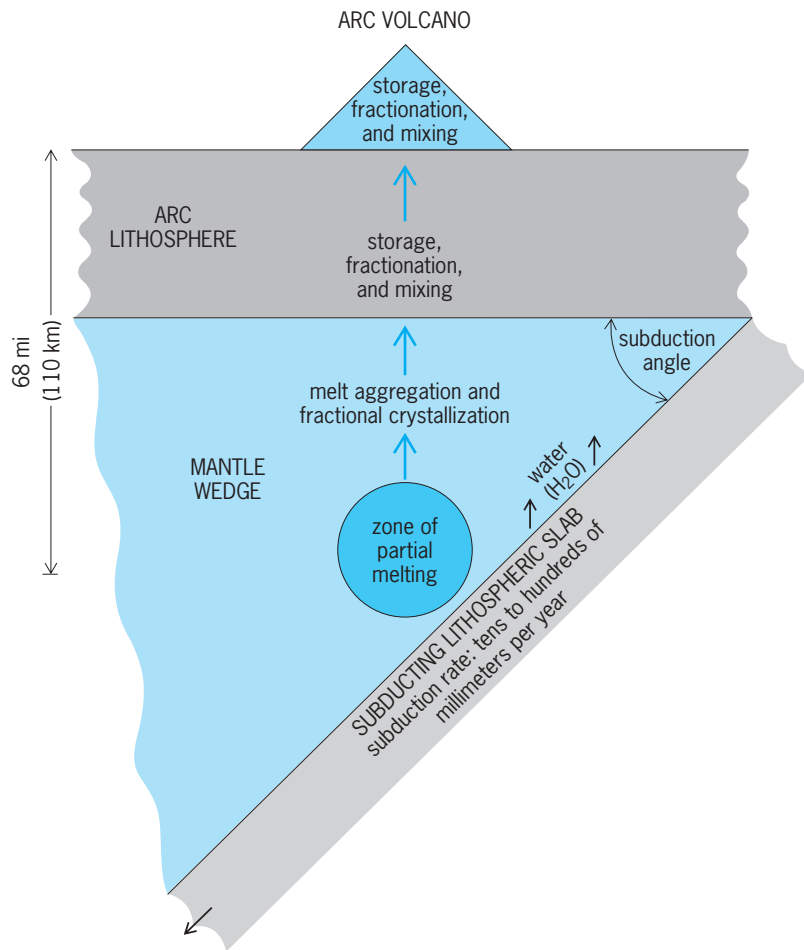 ARC VOLCANO
storage,
fractionation,
and mixing
ARC
LITHOSPHERE
storage,
fractionation,
and mixing
68 mi
(110 km)
subduction
angle
melt aggregation and
fractional crystallization
MANTLE
WEDGE
water
(H₂O)
zone of
partial
melting
SUBDUCTING LITHOSPHERIC SLAB
subduction rate: tens to hundreds of
millimeters per year